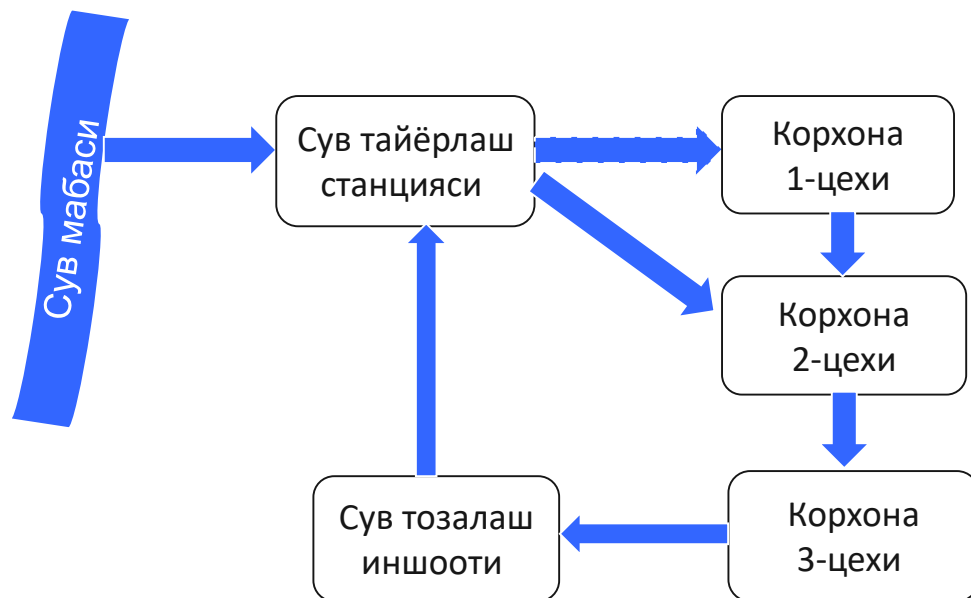 Сув мабаси
Сув тайёрлаш
станцияси
Корхона
1-цехи
Корхона
2-цехи
Корхона
3-цехи
Сув тозалаш
иншооти